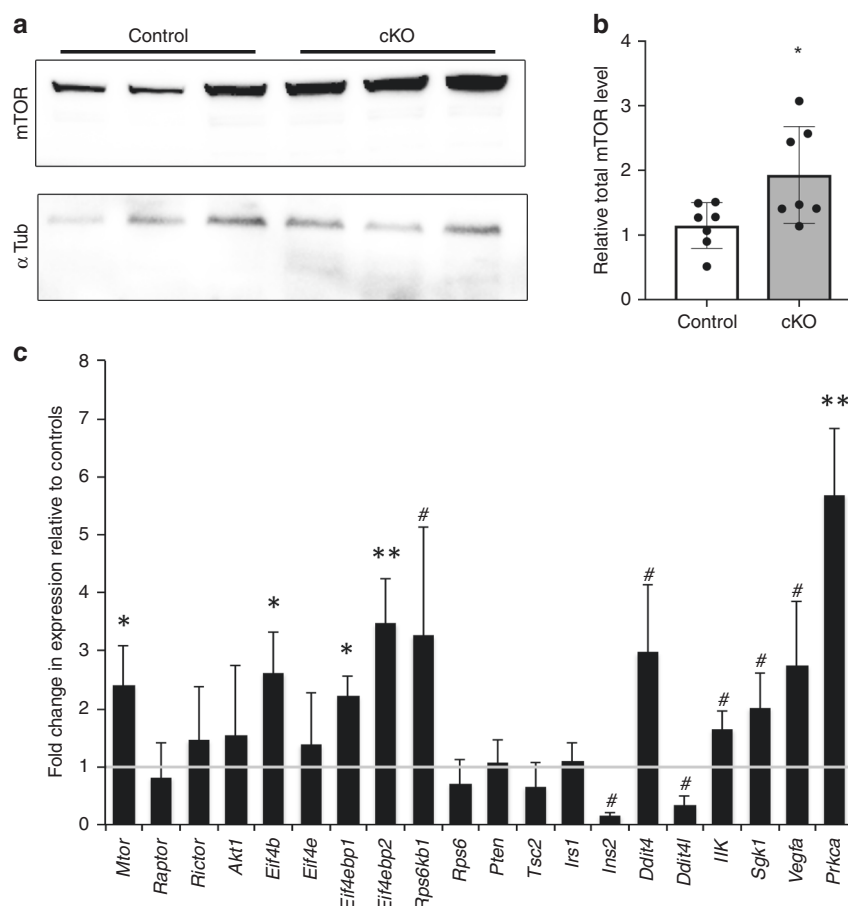 a
Control
cKO
mTOR
α Tub
b
*
Relative total mTOR level
4
3
2
1
0
Control
cKO
c
Fold change in expression relative to controls
8
7
6
5
4
3
2
1
0
*
*
*
**
#
#
#
#
#
#
#
**
Mtor
Raptor
Rictor
Akt1
Eif4b
Eif4e
Eif4ebp1
Eif4ebp2
Rps6kb1
Rps6
Pten
Tsc2
Irs1
Ins2
Ddit4
Ddit4l
IlK
Sgk1
Vegfa
Prkca